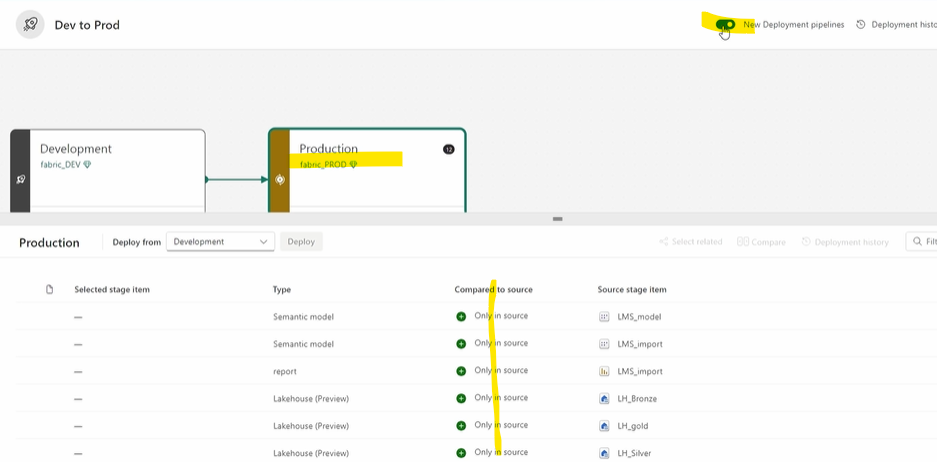 Dev to Prod
New Deployment pipelines
Deployment histo
Development
fabric_DEV
Production
12
fabric_PROD
Production
Deploy from
Development
Deploy
Select related
Compare
Deployment history
Filt
Selected stage item Type Compared to source Source stage item
— Semantic model Only in source LMS_model
— Semantic model Only in source LMS_import
— report Only in source LMS_import
— Lakehouse (Preview) Only in source LH_Bronze
— Lakehouse (Preview) Only in source LH_gold
— Lakehouse (Preview) Only in source LH_Silver